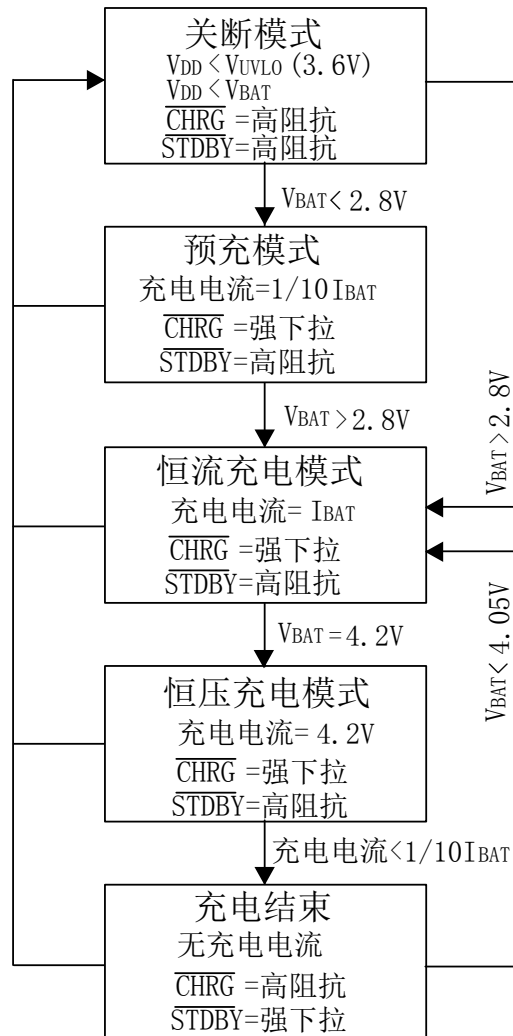 关断模式
VDD<VUVLO(3.6V)
VDD<VBAT
CHRG=高阻抗
STDBY=高阻抗
VBAT<2.8V
预充模式
充电电流=1/10IBAT
CHRG=强下拉
STDBY=高阻抗
VBAT>2.8V
VBAT>2.8V
恒流充电模式
充电电流=IBAT
CHRG=强下拉
STDBY=高阻抗
VBAT=4.2V
VBAT<4.05V
恒压充电模式
充电电流=4.2V
CHRG=强下拉
STDBY=高阻抗
充电电流<1/10IBAT
充电结束
无充电电流
CHRG=高阻抗
STDBY=强下拉